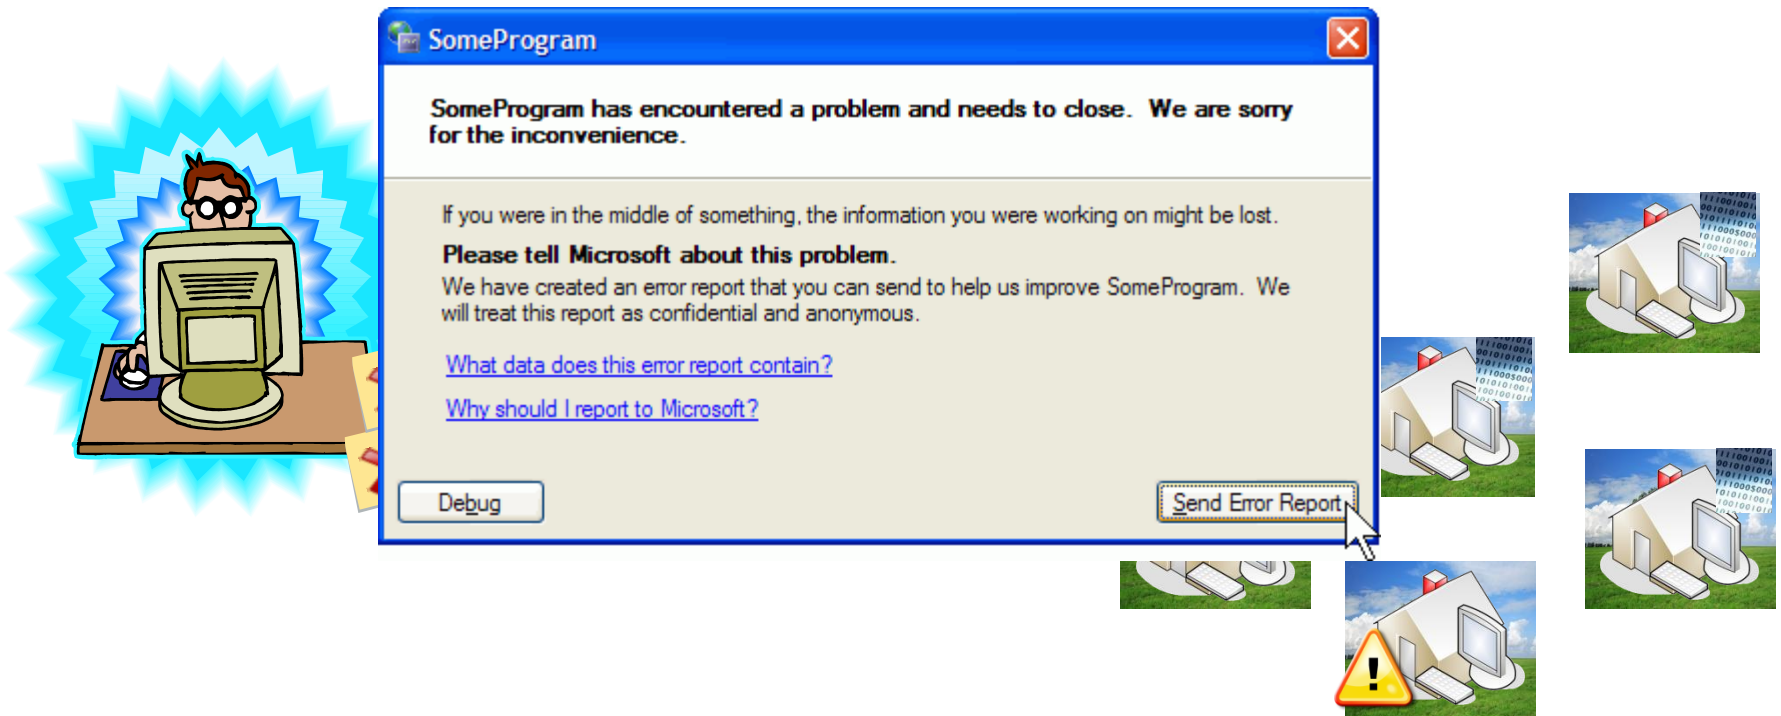 SomeProgram
SomeProgram has encountered a problem and needs to close. We are sorry
for the inconvenience.
If you were in the middle of something, the information you were working on might be lost.
Please tell Microsoft about this problem.
We have created an error report that you can send to help us improve SomeProgram. We
will treat this report as confidential and anonymous.
What data does this error report contain?
Why should I report to Microsoft?
Debug
Send Error Report
!